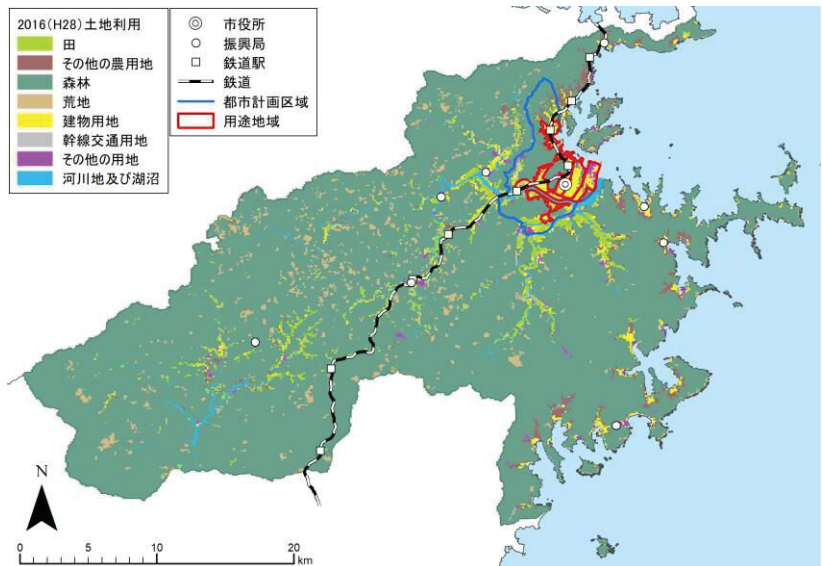 2016(H28)土地利用
田
その他の農用地
森林
荒地
建物用地
幹線交通用地
その他の用地
河川地及び湖沼
市役所
振興局
鉄道駅
鉄道
都市計画区域
用途地域
N
0 5 10 20
km